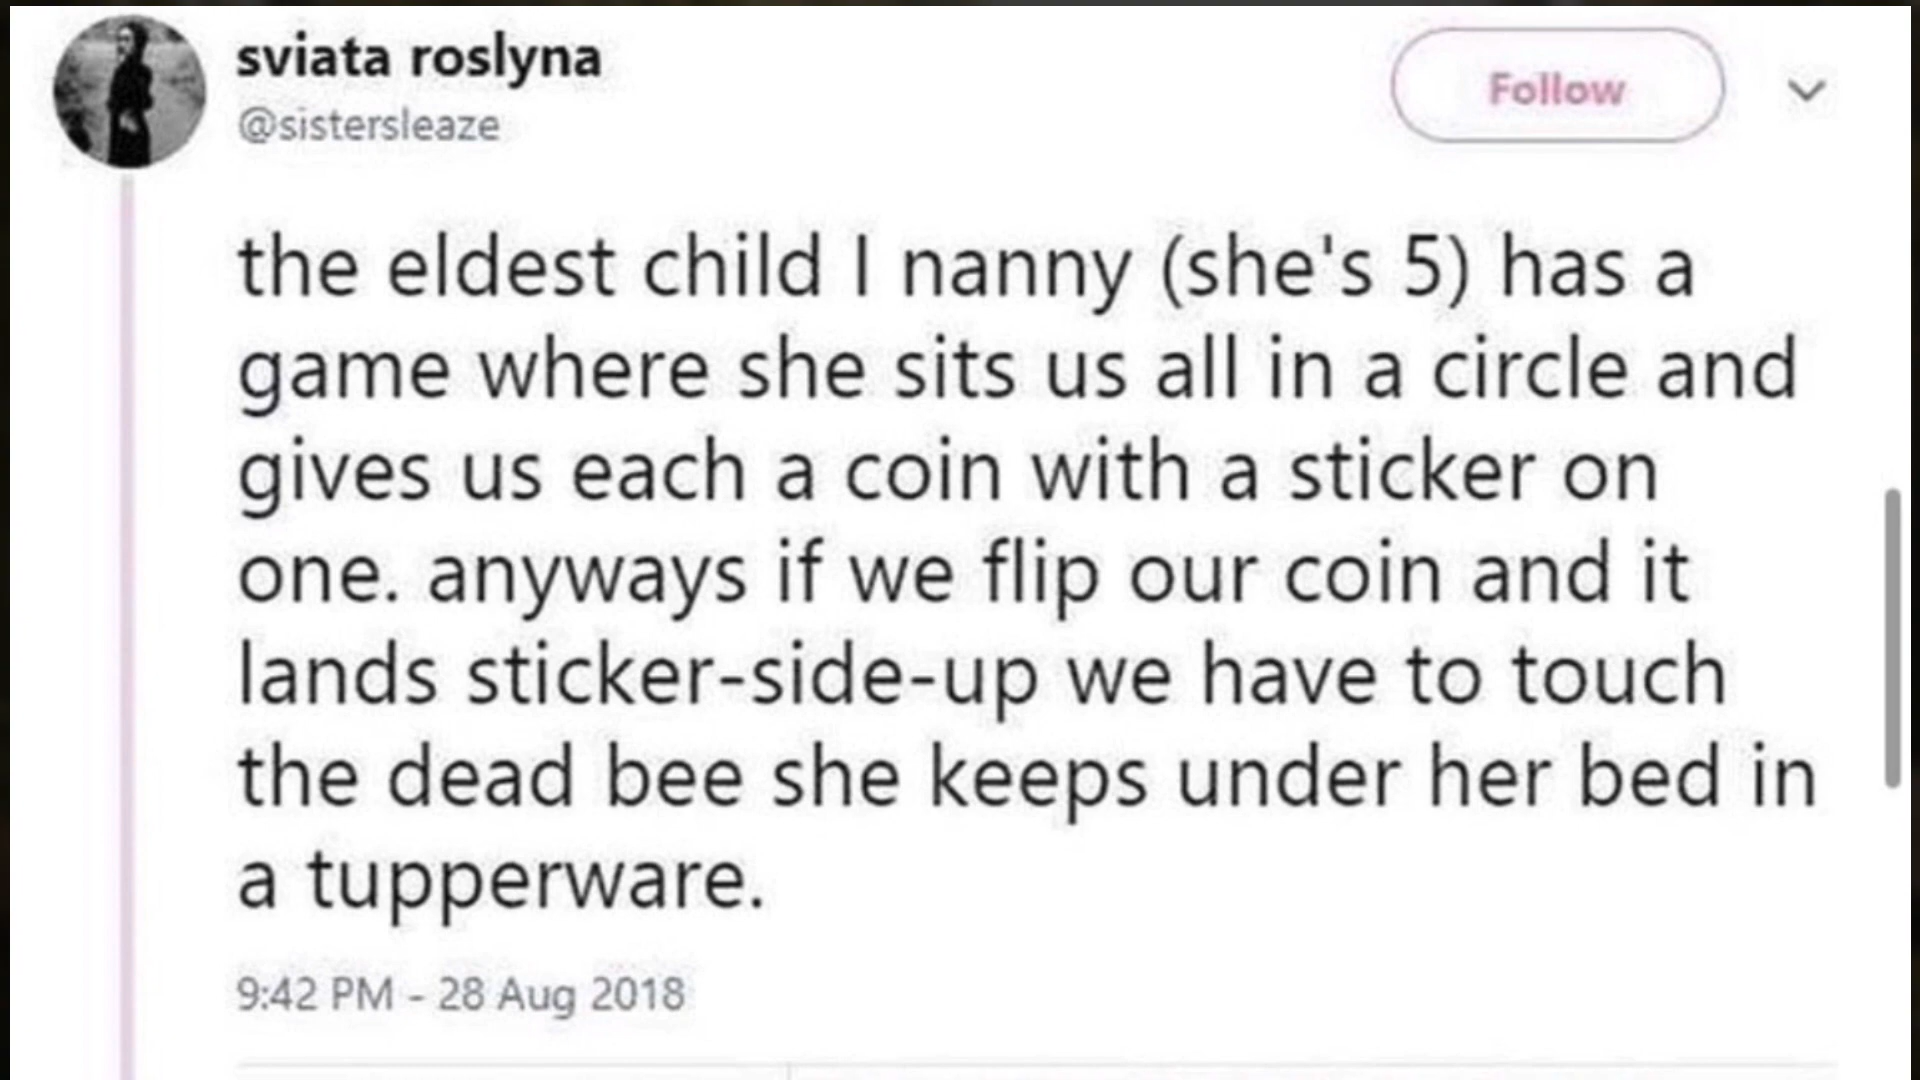 sviata roslyna
@sistersleaze
Follow
the eldest child I nanny (she's 5) has a
game where she sits us all in a circle and
gives us each a coin with a sticker on
one. anyways if we flip our coin and it
lands sticker-side-up we have to touch
the dead bee she keeps under her bed in
a tupperware.
9:42 PM - 28 Aug 2018